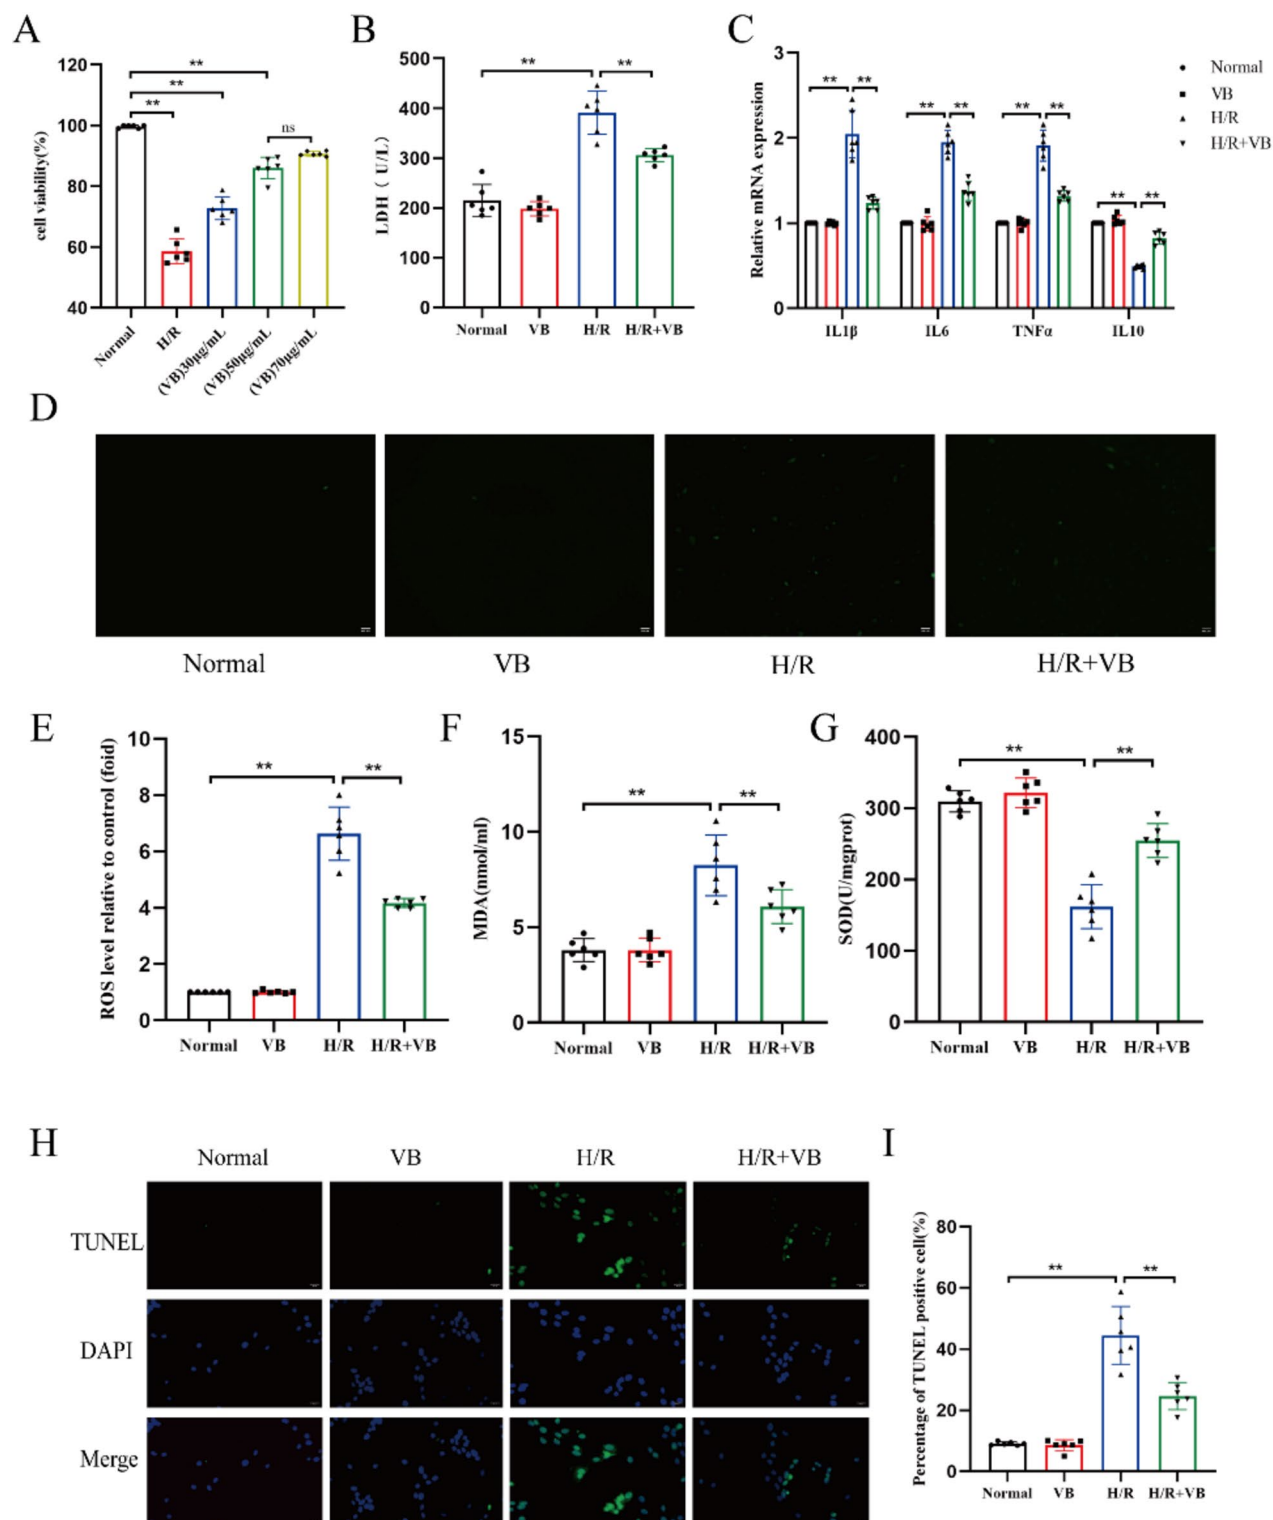 A
cell viability(%)
120
100
80
60
40
**
**
**
ns
Normal
H/R
(VB)30μg/mL
(VB)50μg/mL
(VB)70μg/mL
B
LDH ( U/L)
500
400
300
200
100
0
**
**
Normal
VB
H/R
H/R+VB
C
Relative mRNA expression
3
2
1
0
**
**
**
**
**
**
**
**
IL1β
IL6
TNFα
IL10
Normal
VB
H/R
H/R+VB
D
Normal
VB
H/R
H/R+VB
E
ROS level relative to control (foid)
10
8
6
4
2
0
**
**
Normal
VB
H/R
H/R+VB
F
MDA(nmol/ml)
15
10
5
0
**
**
Normal
VB
H/R
H/R+VB
G
SOD(U/mgprot)
400
300
200
100
0
**
**
Normal
VB
H/R
H/R+VB
H
Normal
VB
H/R
H/R+VB
TUNEL
DAPI
Merge
I
Percentage of TUNEL positive cell(%)
80
60
40
20
0
**
**
Normal
VB
H/R
H/R+VB